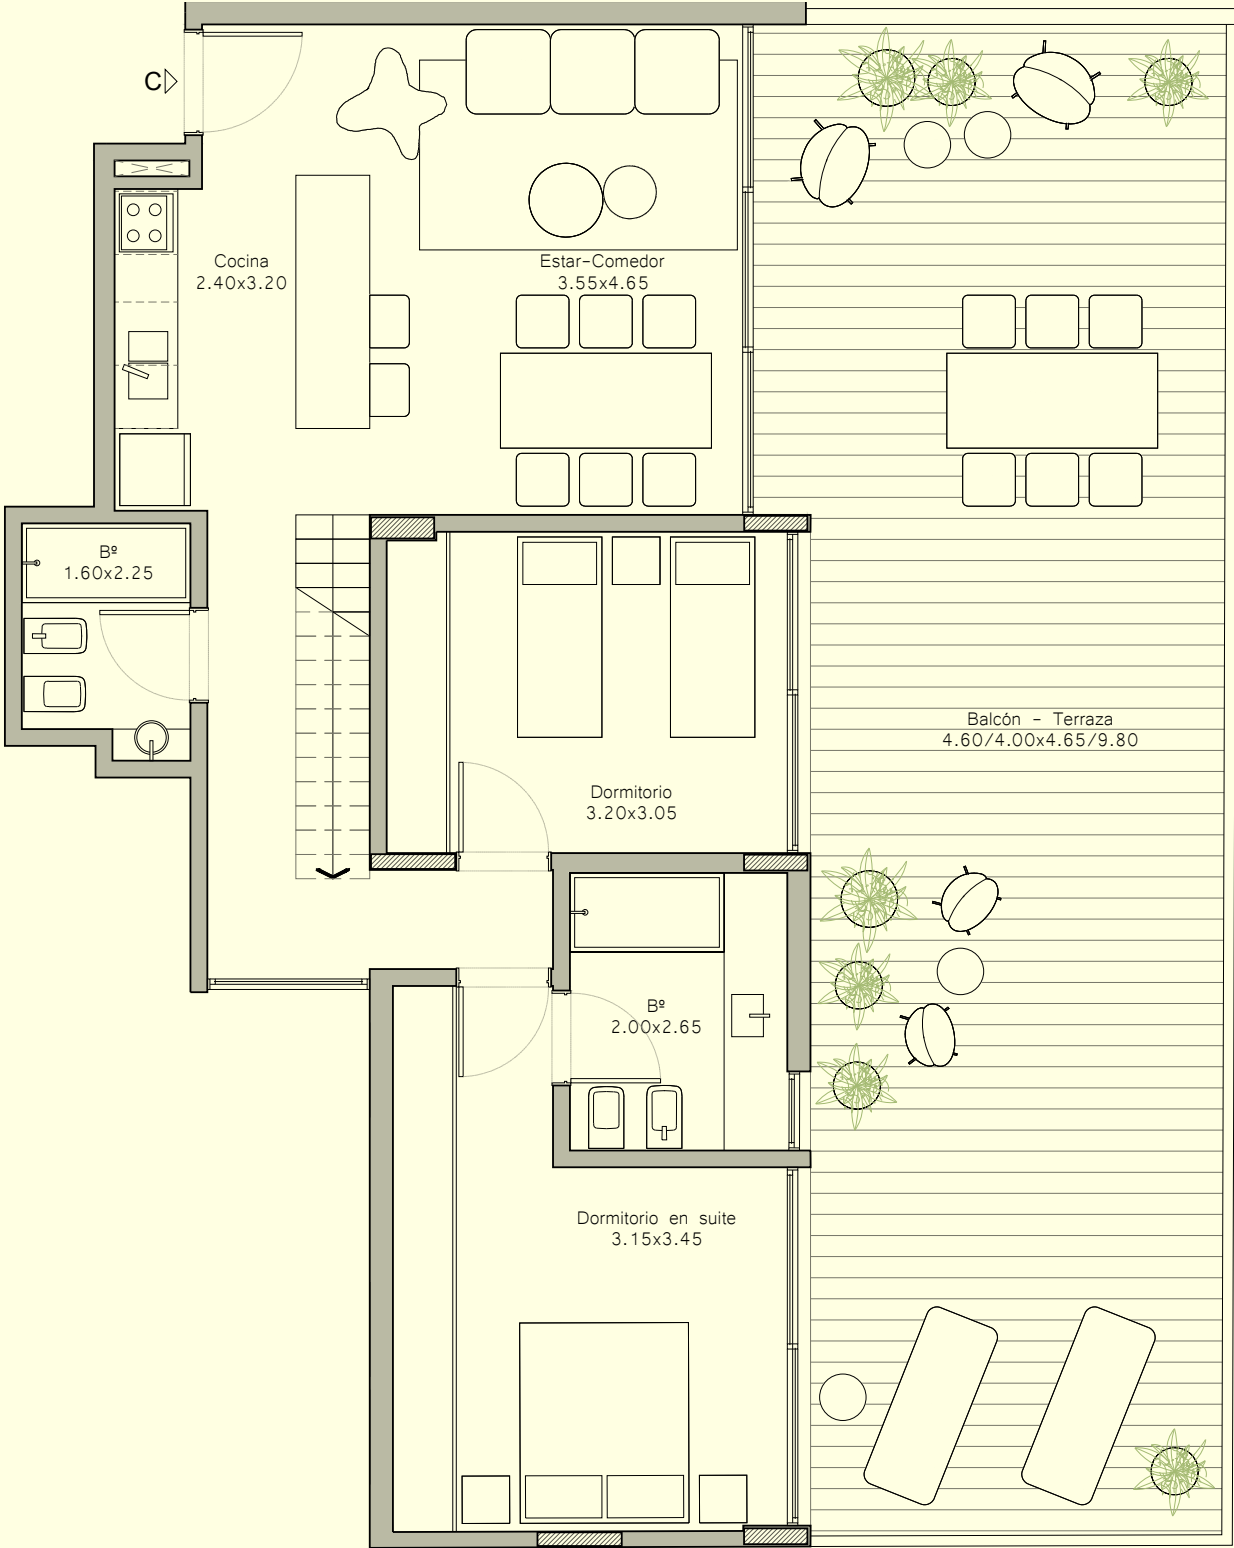 C
Cocina
2.40x3.20
Estar-Comedor
3.55x4.65
Bº
1.60x2.25
Balcón - Terraza
4.60/4.00x4.65/9.80
Dormitorio
3.20x3.05
Bº
2.00x2.65
Dormitorio en suite
3.15x3.45